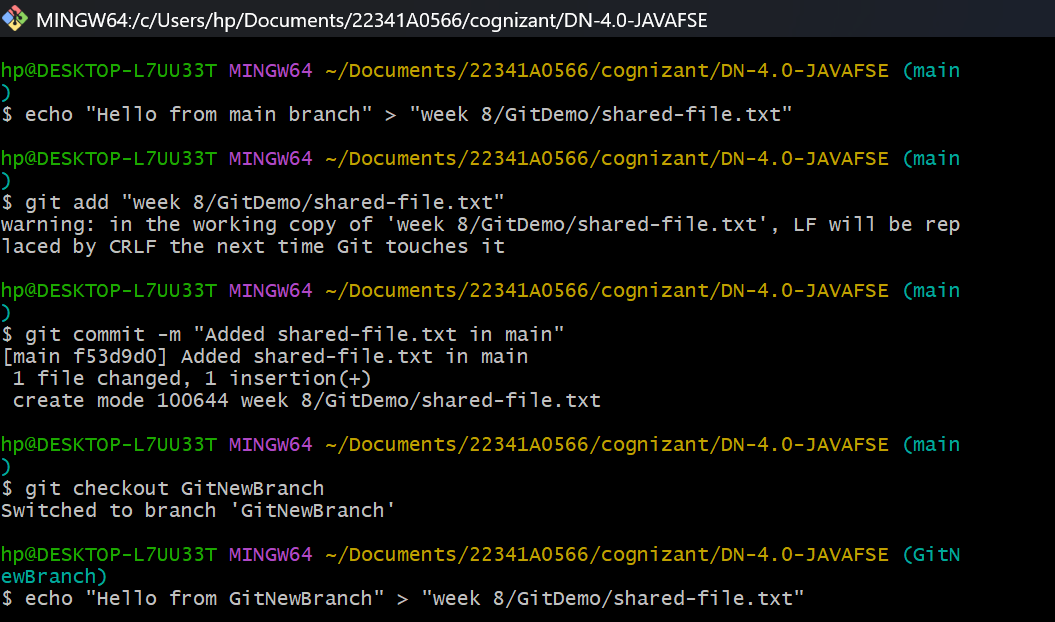 MINGW64:/c/Users/hp/Documents/22341A0566/cognizant/DN-4.0-JAVAFSE
hp@DESKTOP-L7UU33T MINGW64 ~/Documents/22341A0566/cognizant/DN-4.0-JAVAFSE (main
)
$ echo "Hello from main branch" > "week 8/GitDemo/shared-file.txt"
hp@DESKTOP-L7UU33T MINGW64 ~/Documents/22341A0566/cognizant/DN-4.0-JAVAFSE (main
)
$ git add "week 8/GitDemo/shared-file.txt"
warning: in the working copy of 'week 8/GitDemo/shared-file.txt', LF will be rep
laced by CRLF the next time Git touches it
hp@DESKTOP-L7UU33T MINGW64 ~/Documents/22341A0566/cognizant/DN-4.0-JAVAFSE (main
)
$ git commit -m "Added shared-file.txt in main"
[main f53d9d0] Added shared-file.txt in main
 1 file changed, 1 insertion(+)
 create mode 100644 week 8/GitDemo/shared-file.txt
hp@DESKTOP-L7UU33T MINGW64 ~/Documents/22341A0566/cognizant/DN-4.0-JAVAFSE (main
)
$ git checkout GitNewBranch
Switched to branch 'GitNewBranch'
hp@DESKTOP-L7UU33T MINGW64 ~/Documents/22341A0566/cognizant/DN-4.0-JAVAFSE (GitN
ewBranch)
$ echo "Hello from GitNewBranch" > "week 8/GitDemo/shared-file.txt"